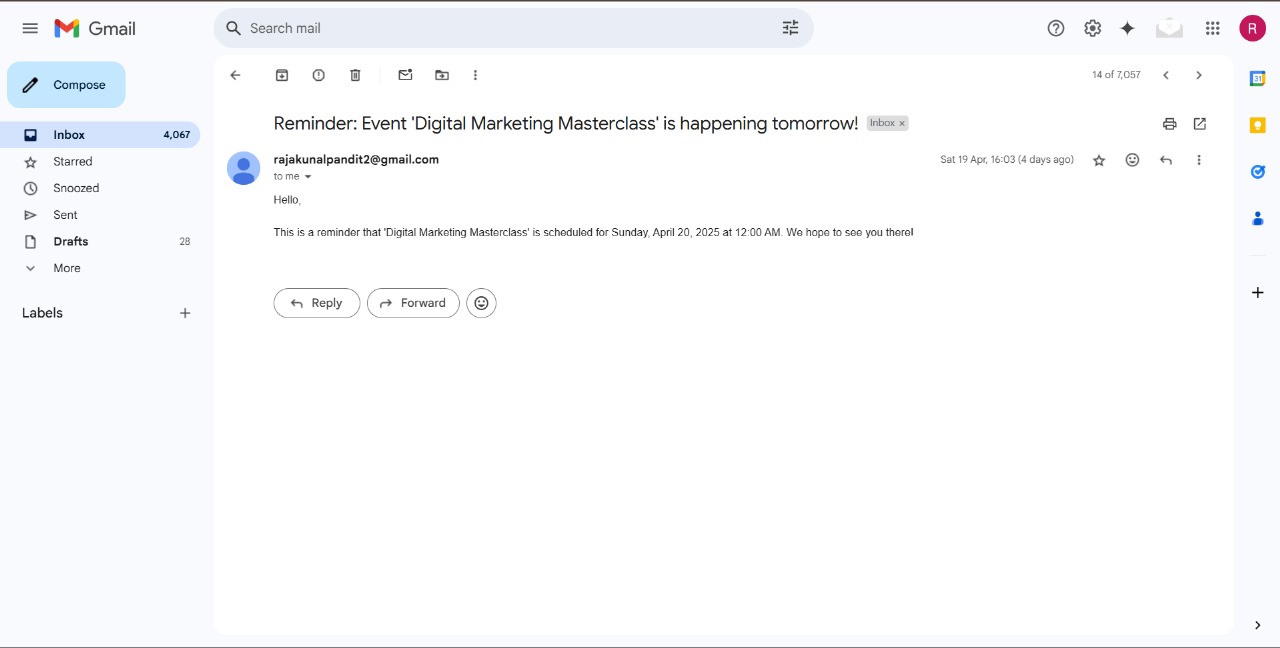 Gmail
Search mail
R
Compose
14 of 7,057
31
Inbox 4,067
Starred
Snoozed
Sent
Drafts 28
More
Labels
Reminder: Event 'Digital Marketing Masterclass' is happening tomorrow! Inbox ×
rajakunalpandit2@gmail.com Sat 19 Apr, 16:03 (4 days ago)
to me
Hello,
This is a reminder that 'Digital Marketing Masterclass' is scheduled for Sunday, April 20, 2025 at 12:00 AM. We hope to see you there!
Reply Forward